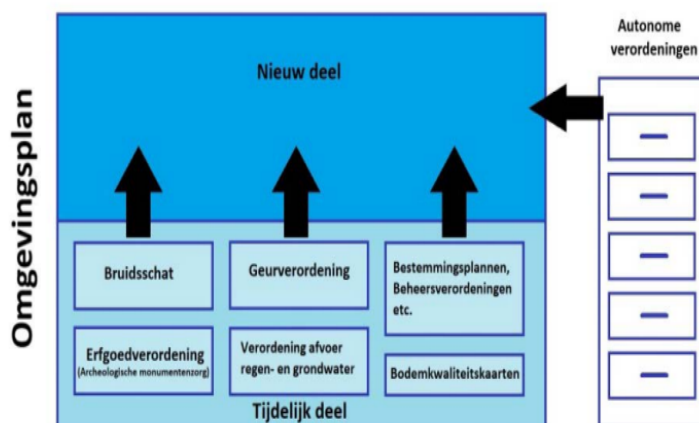 Omgevingsplan
Nieuw deel
Autonome
verordeningen
Bruidsschat
Geurverordening
Bestemmingsplannen,
Beheersverordeningen
etc.
Erfgoedverordening
(Archeologische monumentenzorg)
Verordening afvoer
regen- en grondwater
Bodemkwaliteitskaarten
Tijdelijk deel